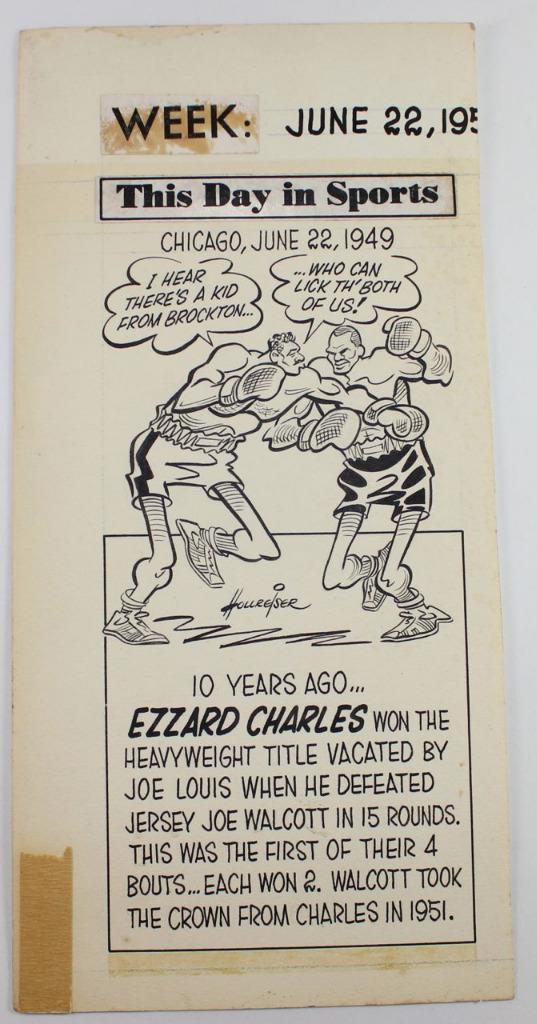 WEEK: JUNE 22, 195
This Day in Sports
CHICAGO, JUNE 22, 1949
I HEAR
THERE'S A KID
FROM BROCKTON...
...WHO CAN
LICK TH' BOTH
OF US!
HOLLREISER
10 YEARS AGO...
EZZARD CHARLES WON THE
HEAVYWEIGHT TITLE VACATED BY
JOE LOUIS WHEN HE DEFEATED
JERSEY JOE WALCOTT IN 15 ROUNDS.
THIS WAS THE FIRST OF THEIR 4
BOUTS...EACH WON 2. WALCOTT TOOK
THE CROWN FROM CHARLES IN 1951.